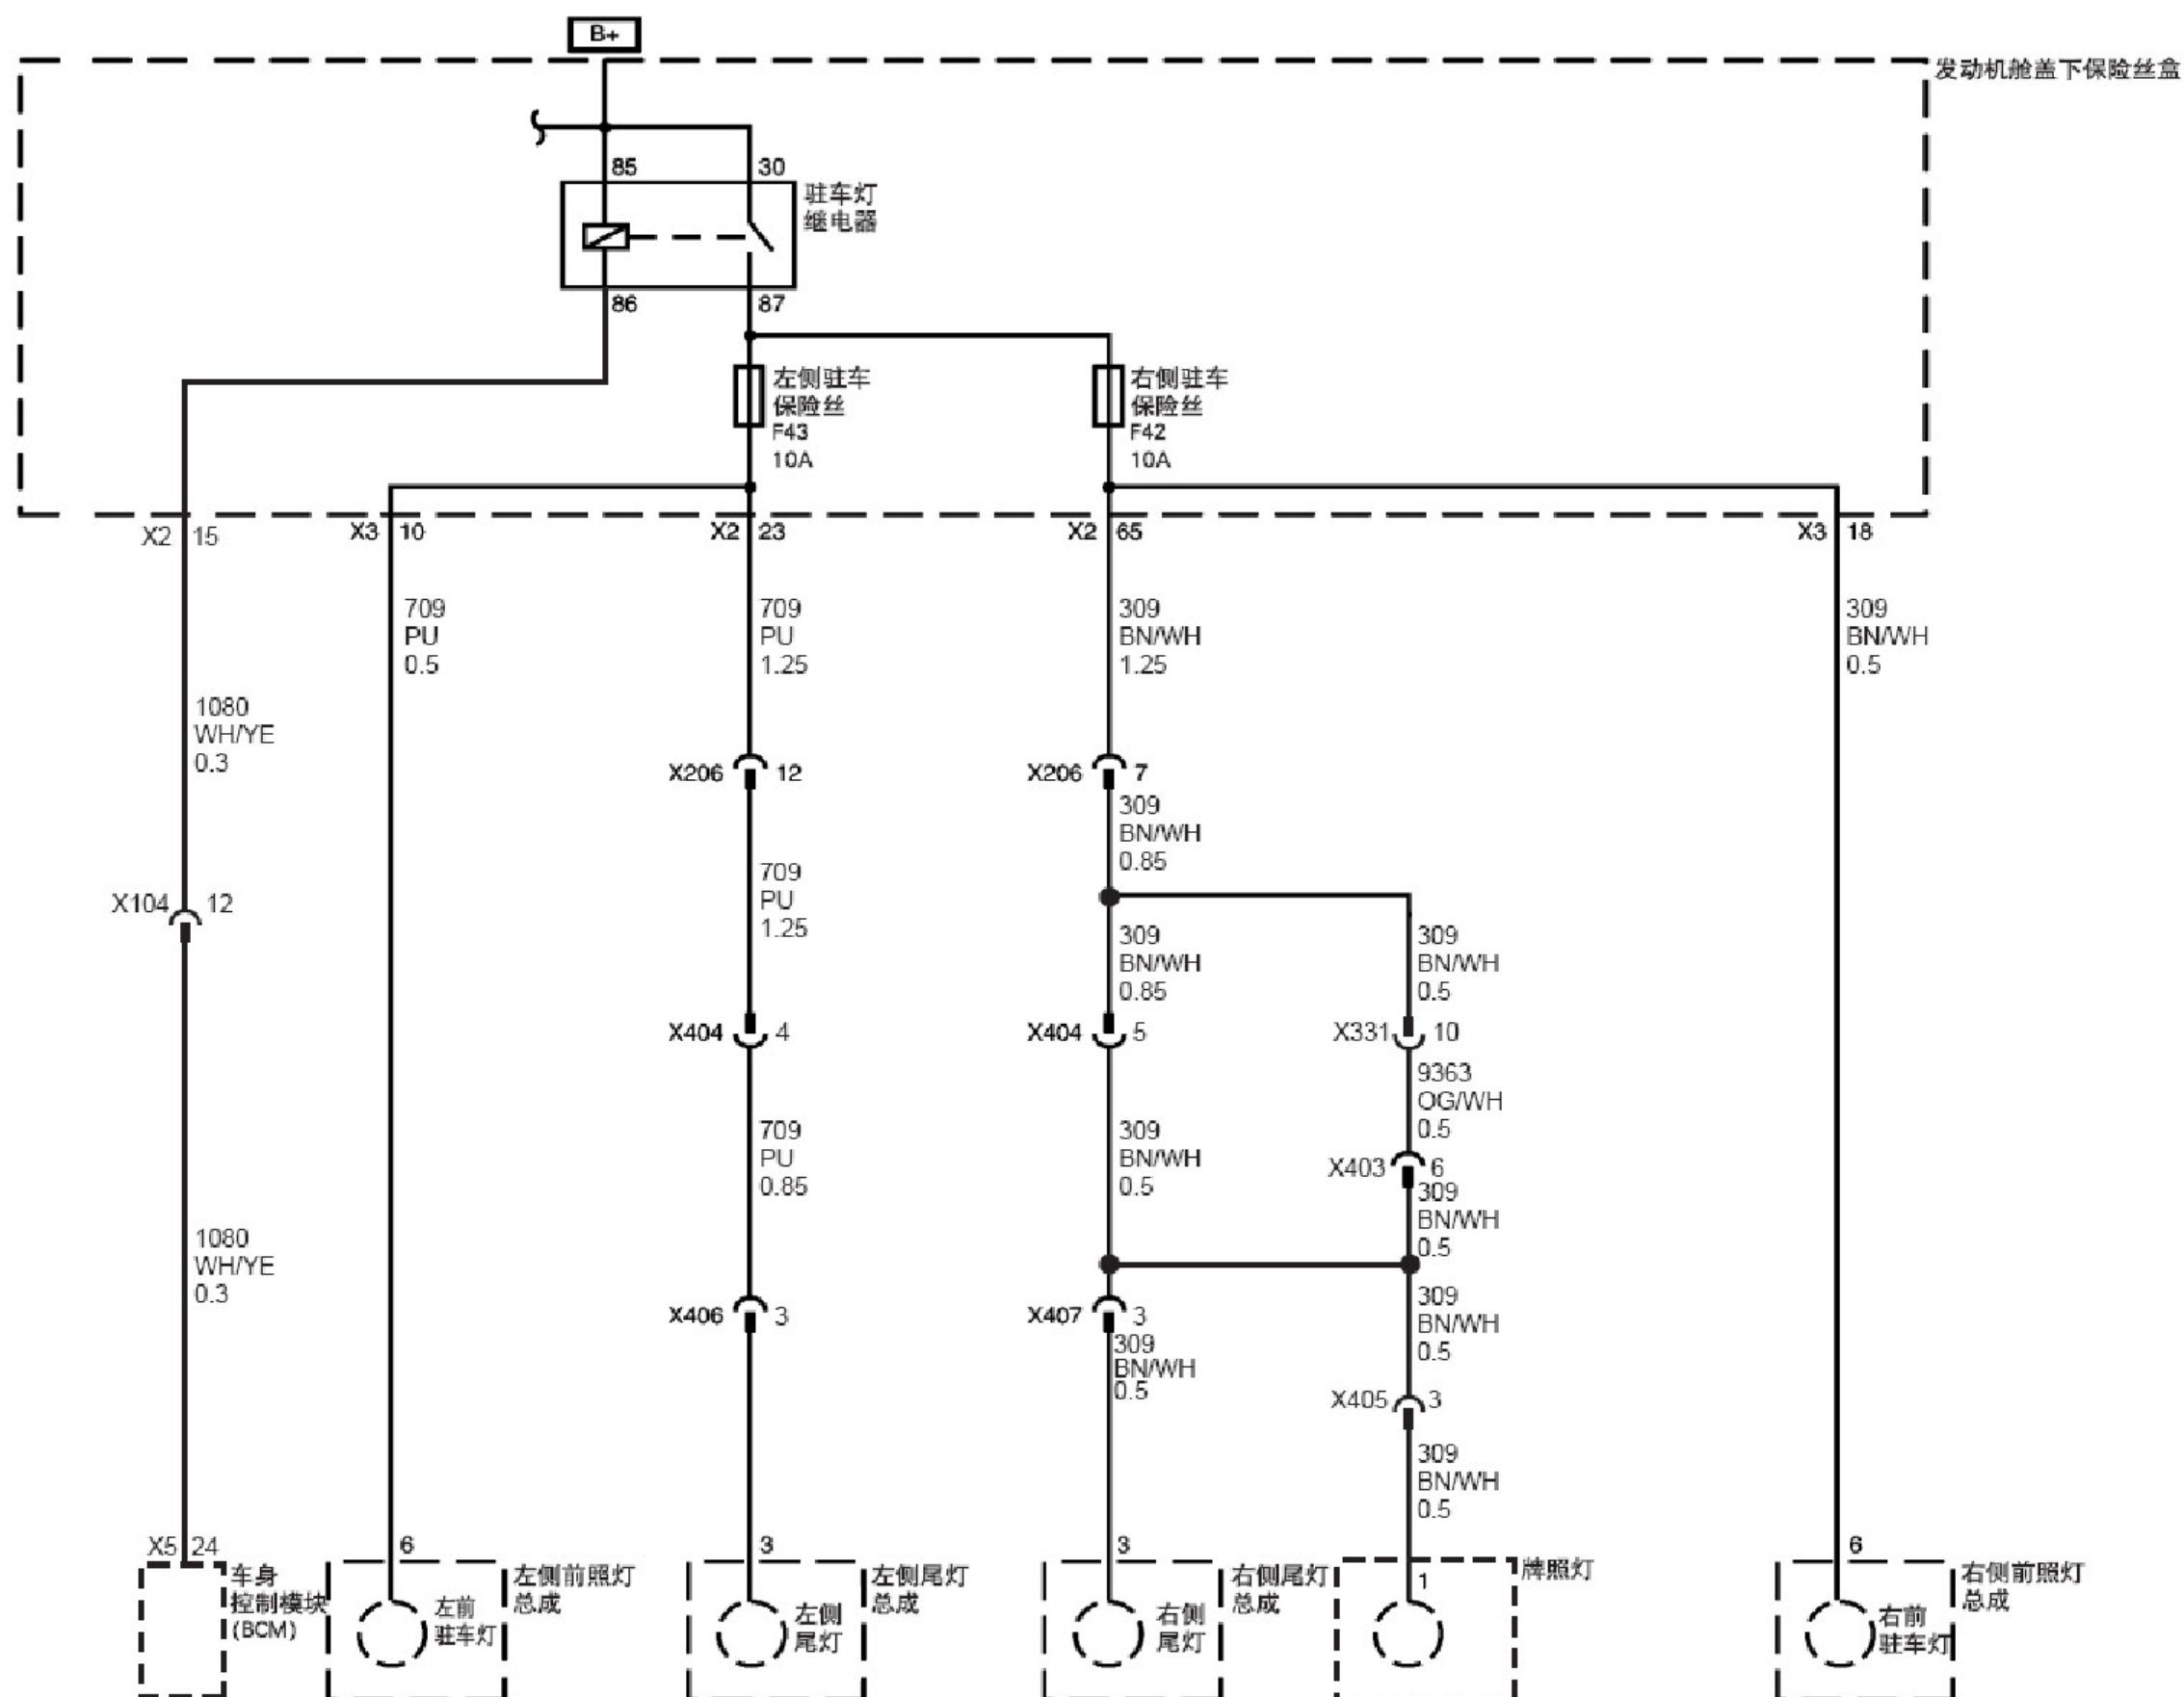 B+
发动机舱盖下保险丝盒
85
30
驻车灯
继电器
86
87
左侧驻车
保险丝
F43
10A
右侧驻车
保险丝
F42
10A
X2 15
X3 10
X2 23
X2 65
X3 18
709
PU
0.5
709
PU
1.25
309
BN/WH
1.25
309
BN/WH
0.5
1080
WH/YE
0.3
X206 12
X206 7
309
BN/WH
0.85
709
PU
1.25
X104 12
309
BN/WH
0.85
309
BN/WH
0.5
X404 4
X404 5
X331 10
9363
OG/WH
0.5
709
PU
0.85
309
BN/WH
0.5
X403 6
309
BN/WH
0.5
1080
WH/YE
0.3
309
BN/WH
0.5
X406 3
X407 3
309
BN/WH
0.5
X405 3
309
BN/WH
0.5
X5 24
6
3
3
1
6
车身
控制模块
(BCM)
左侧前照灯
总成
左前
驻车灯
左侧尾灯
总成
左侧
尾灯
右侧尾灯
总成
右侧
尾灯
牌照灯
右侧前照灯
总成
右前
驻车灯